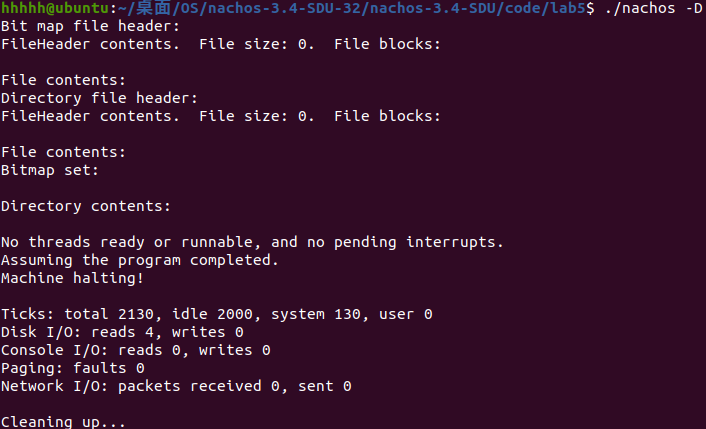 hhhhh@ubuntu:~/桌面/OS/nachos-3.4-SDU-32/nachos-3.4-SDU/code/lab5$ ./nachos -D
Bit map file header:
FileHeader contents.  File size: 0.  File blocks:

File contents:
Directory file header:
FileHeader contents.  File size: 0.  File blocks:

File contents:
Bitmap set:

Directory contents:

No threads ready or runnable, and no pending interrupts.
Assuming the program completed.
Machine halting!

Ticks: total 2130, idle 2000, system 130, user 0
Disk I/O: reads 4, writes 0
Console I/O: reads 0, writes 0
Paging: faults 0
Network I/O: packets received 0, sent 0

Cleaning up...